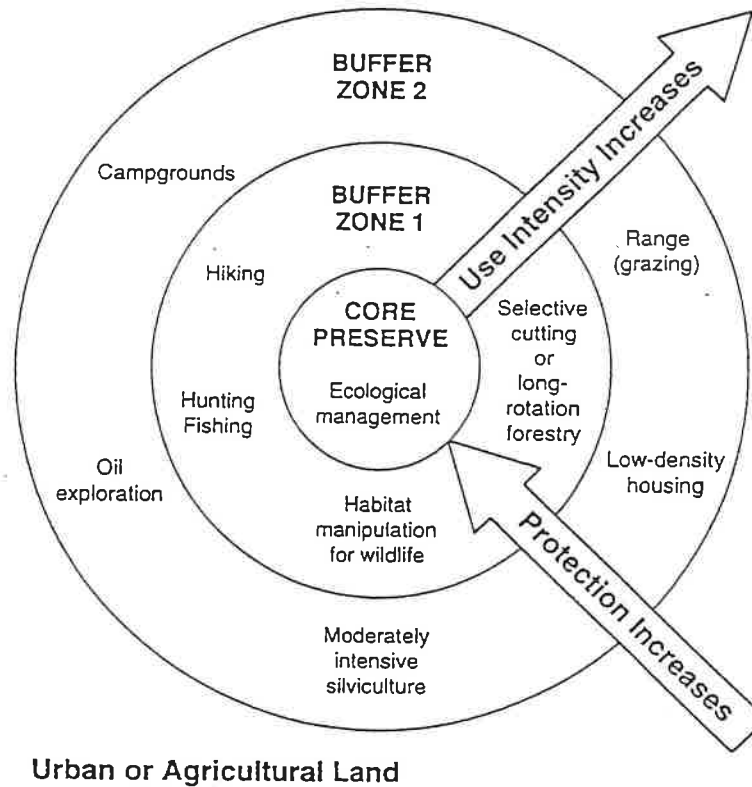 BUFFER
ZONE 2
Use Intensity Increases
Campgrounds
BUFFER
ZONE 1
Range
(grazing)
Hiking
CORE
PRESERVE
Ecological
management
Selective
cutting
or
long-
rotation
forestry
Hunting
Fishing
Oil
exploration
Low-density
housing
Habitat
manipulation
for wildlife
Protection Increases
Moderately
intensive
silviculture
Urban or Agricultural Land